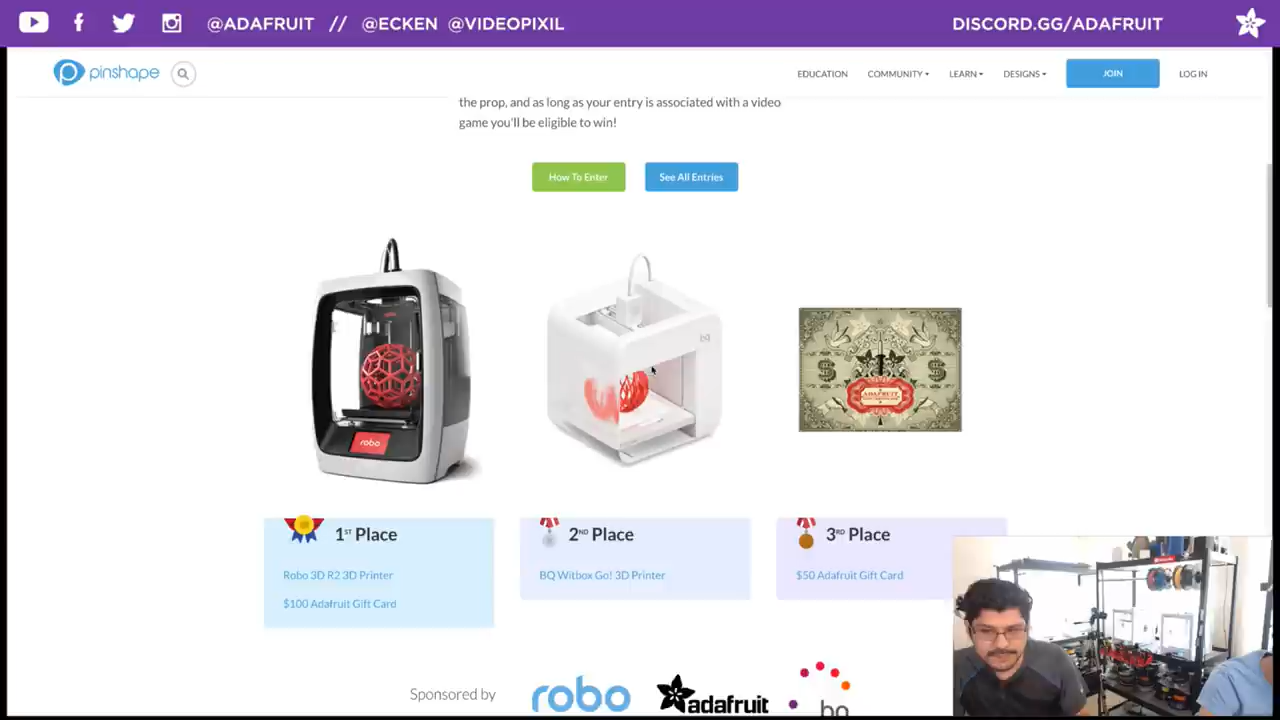 @ADAFRUIT // @ECKEN @VIDEOPIXIL
DISCORD.GG/ADAFRUIT
pinshape
EDUCATION COMMUNITY LEARN DESIGNS JOIN LOG IN
the prop, and as long as your entry is associated with a video
game you'll be eligible to win!
How To Enter
See All Entries
robo
bq
$ $
ADAFRUIT
1ST Place
Robo 3D R2 3D Printer
$100 Adafruit Gift Card
2ND Place
BQ Witbox Go! 3D Printer
3RD Place
$50 Adafruit Gift Card
Sponsored by
robo
adafruit
bq